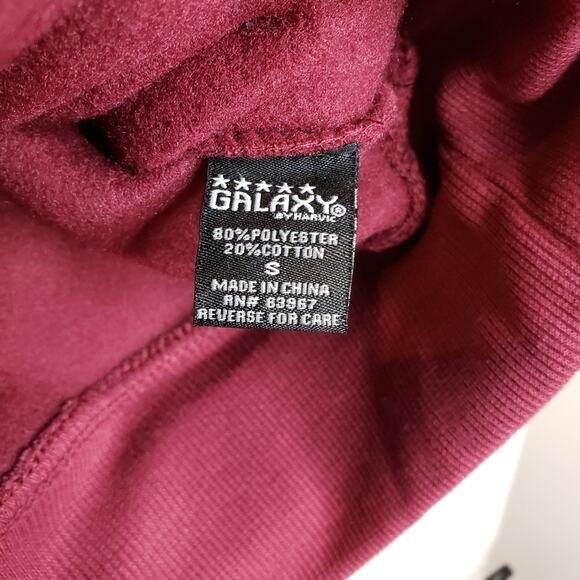 ★★★★★
GALAXY®
BY HARVIC
80%POLYESTER
20%COTTON
S
MADE IN CHINA
RN# 63967
REVERSE FOR CARE